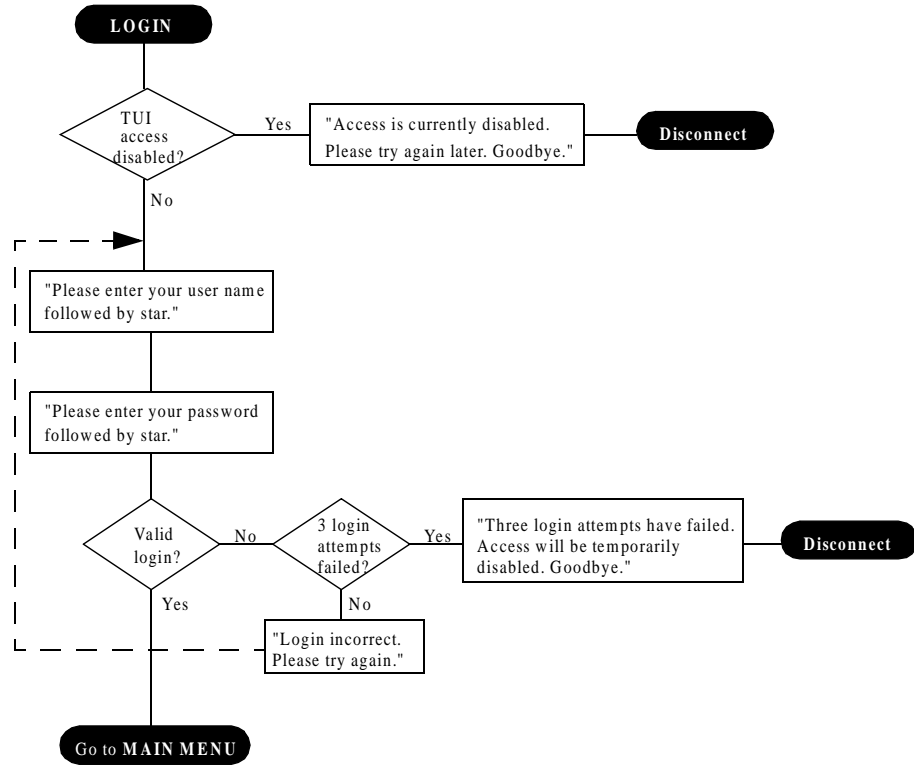 LOGIN
TUI
access
disabled?
Yes
"Access is currently disabled.
Please try again later. Goodbye."
Disconnect
No
"Please enter your user name
followed by star."
"Please enter your password
followed by star."
Valid
login?
No
3 login
attempts
failed?
Yes
"Three login attempts have failed.
Access will be temporarily
disabled. Goodbye."
Disconnect
Yes
No
"Login incorrect.
Please try again."
Go to MAIN MENU